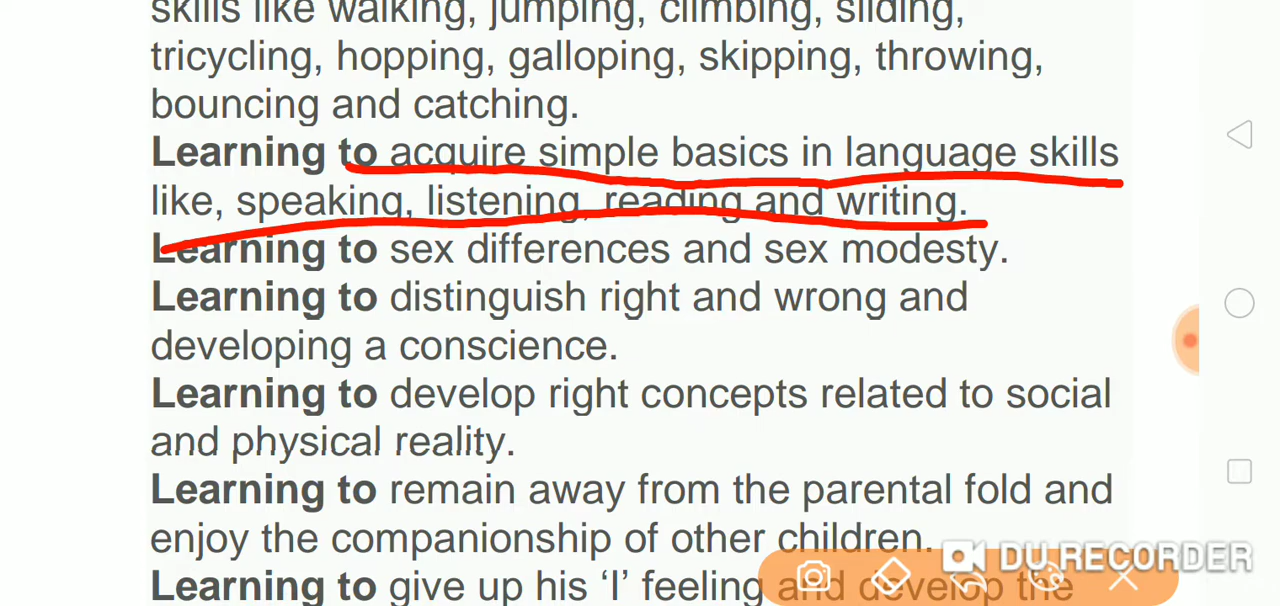 skills like walking, jumping, climbing, sliding,
tricycling, hopping, galloping, skipping, throwing,
bouncing and catching.
Learning to acquire simple basics in language skills
like, speaking, listening, reading and writing.
Learning to sex differences and sex modesty.
Learning to distinguish right and wrong and
developing a conscience.
Learning to develop right concepts related to social
and physical reality.
Learning to remain away from the parental fold and
enjoy the companionship of other children.
DU RECORDER
Learning to give up his ‘I’ feeling and develop the